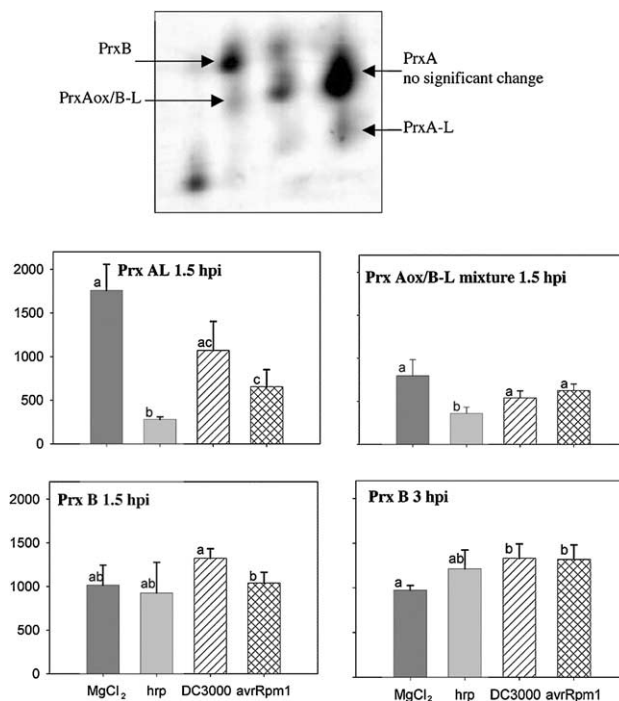 PrxB
PrxA
no significant change
PrxAox/B-L
PrxA-L
Prx AL 1.5 hpi
2000
1500
1000
500
0
a
b
ac
c
Prx Aox/B-L mixture 1.5 hpi
a
b
a
a
Prx B 1.5 hpi
2000
1500
1000
500
0
ab
ab
a
b
MgCl₂ hrp DC3000 avrRpm1
Prx B 3 hpi
a
ab
b
b
MgCl₂ hrp DC3000 avrRpm1